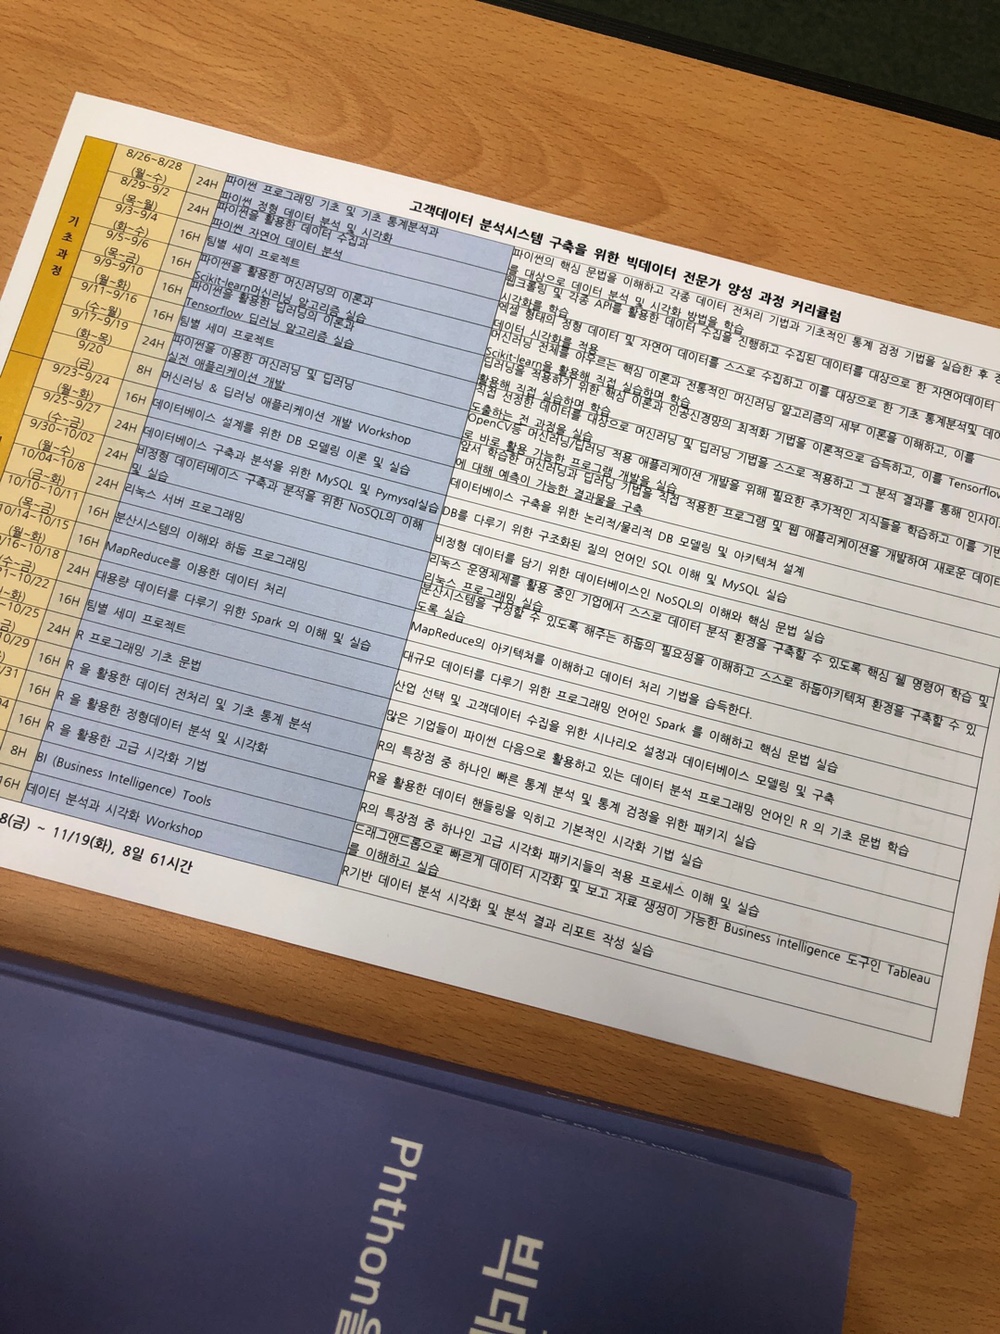 고객데이터 분석시스템 구축을 위한 빅데이터 전문가 양성 과정 커리큘럼
기초과정
8/26~8/28
(월~수)
24H
파이썬 프로그래밍 기초 및 기초 통계분석과
파이썬 정형 데이터 분석 및 시각화
파이썬의 핵심 문법을 이해하고 각종 데이터 전처리 기법과 기초적인 통계 검정 기법을 실습한 후
를 대상으로 데이터 분석 및 시각화 방법을 학습
8/29~9/2
(목~월)
24H
파이썬을 활용한 데이터 수집과
파이썬 자연어 데이터 분석
웹크롤링 및 각종 API를 활용한 데이터 수집을 진행하고 수집된 데이터를 대상으로 한 자연어데이터
시각화를 학습
9/3~9/4
(화~수)
16H
팀별 세미 프로젝트
엑셀 형태의 정형 데이터 및 자연어 데이터를 스스로 수집하고 이를 대상으로 한 기초 통계분석및 데이
데이터 시각화를 적용
9/5~9/6
(목~금)
16H
파이썬을 활용한 머신러닝의 이론과
Scikit-learn머신러닝 알고리즘 실습
머신러닝 전체를 아우르는 핵심 이론과 전통적인 머신러닝 알고리즘의 세부 이론을 이해하고, 이를
Scikit-learn을 활용해 직접 실습하며 학습
9/9~9/10
(월~화)
16H
파이썬을 활용한 딥러닝의 이론과
Tensorflow 딥러닝 알고리즘 실습
딥러닝을 적용하기 위한 핵심 이론과 인공신경망의 최적화 기법을 이론적으로 습득하고, 이를 Tensorflow
활용해 직접 실습하며 학습
9/11~9/16
(수~월)
16H
팀별 세미 프로젝트
직접 선정한 데이터를 대상으로 머신러닝 및 딥러닝 기법을 스스로 적용하고 그 분석 결과를 통해 인사이
도출하는 전 과정을 실습
9/17~9/19
(화~목)
24H
파이썬을 이용한 머신러닝 및 딥러닝
실전 애플리케이션 개발
OpenCV등 머신러닝/딥러닝 적용 애플리케이션 개발을 위해 필요한 추가적인 지식들을 학습하고 이를 기반
로 바로 활용 가능한 프로그램 개발을 실습
9/20
(금)
8H
머신러닝 & 딥러닝 애플리케이션 개발 Workshop
앞서 학습한 머신러닝과 딥러닝 기법을 직접 적용한 프로그램 및 웹 애플리케이션을 개발하여 새로운 데이터
에 대해 예측이 가능한 결과물을 구축
9/23~9/24
(월~화)
16H
데이터베이스 설계를 위한 DB 모델링 이론 및 실습
데이터베이스 구축을 위한 논리적/물리적 DB 모델링 및 아키텍쳐 설계
9/25~9/27
(수~금)
24H
데이터베이스 구축과 분석을 위한 MySQL 및 Pymysql실습
DB를 다루기 위한 구조화된 질의 언어인 SQL 이해 및 MySQL 실습
9/30~10/02
(월~수)
24H
비정형 데이터베이스 구축과 분석을 위한 NoSQL의 이해
및 실습
비정형 데이터를 담기 위한 데이터베이스인 NoSQL의 이해와 핵심 문법 실습
10/04~10/8
(금~화)
24H
리눅스 서버 프로그래밍
리눅스 운영체제를 활용 중인 기업에서 스스로 데이터 분석 환경을 구축할 수 있도록 핵심 쉘 명령어 학습 및
리눅스 프로그래밍 실습
10/10~10/11
(목~금)
16H
분산시스템의 이해와 하둡 프로그래밍
분산시스템을 구성할 수 있도록 해주는 하둡의 필요성을 이해하고 스스로 하둡아키텍쳐 환경을 구축할 수 있
도록 실습
10/14~10/15
(월~화)
16H
MapReduce를 이용한 데이터 처리
MapReduce의 아키텍쳐를 이해하고 데이터 처리 기법을 습득한다.
/16~10/18
수~금)
24H
대용량 데이터를 다루기 위한 Spark 의 이해 및 실습
대규모 데이터를 다루기 위한 프로그래밍 언어인 Spark 를 이해하고 핵심 문법 실습
~10/22
~화)
16H
팀별 세미 프로젝트
산업 선택 및 고객데이터 수집을 위한 시나리오 설정과 데이터베이스 모델링 및 구축
~10/25
24H
R 프로그래밍 기초 문법
많은 기업들이 파이썬 다음으로 활용하고 있는 데이터 분석 프로그래밍 언어인 R 의 기초 문법 학습
10/29
16H
R 을 활용한 데이터 전처리 및 기초 통계 분석
R의 특장점 중 하나인 빠른 통계 분석 및 통계 검정을 위한 패키지 실습
/31
16H
R 을 활용한 정형데이터 분석 및 시각화
R을 활용한 데이터 핸들링을 익히고 기본적인 시각화 기법 실습
16H
R 을 활용한 고급 시각화 기법
R의 특장점 중 하나인 고급 시각화 패키지들의 적용 프로세스 이해 및 실습
8H
BI (Business Intelligence) Tools
드래그앤드롭으로 빠르게 데이터 시각화 및 보고 자료 생성이 가능한 Business intelligence 도구인 Tableau
를 이해하고 실습
16H
데이터 분석과 시각화 Workshop
R기반 데이터 분석 시각화 및 분석 결과 리포트 작성 실습
8(금) ~ 11/19(화), 8일 61시간
빅데
Phthon을